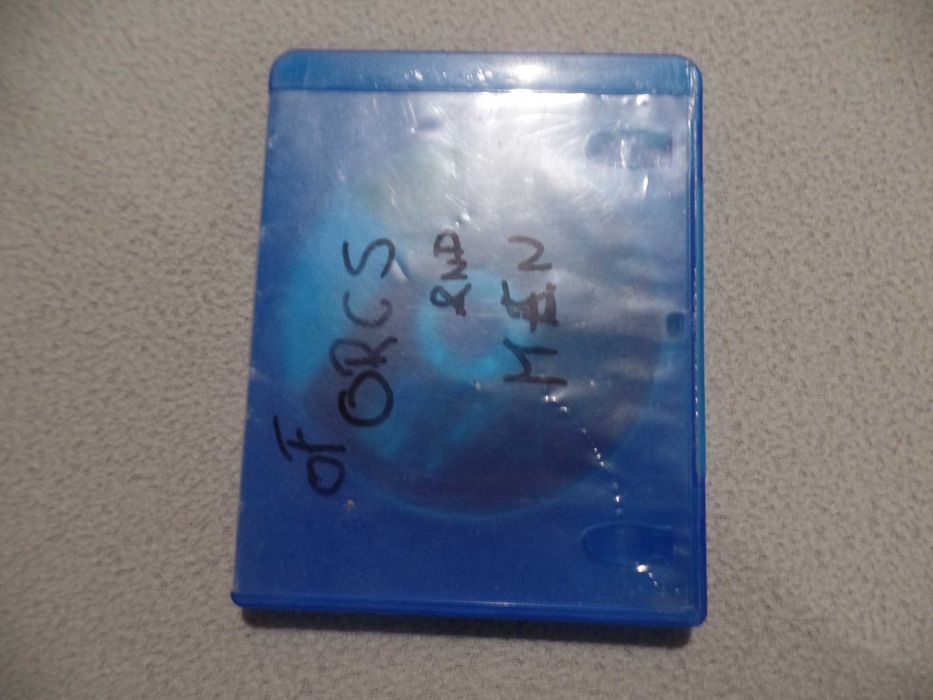 Of
ORCS
AND
MEN